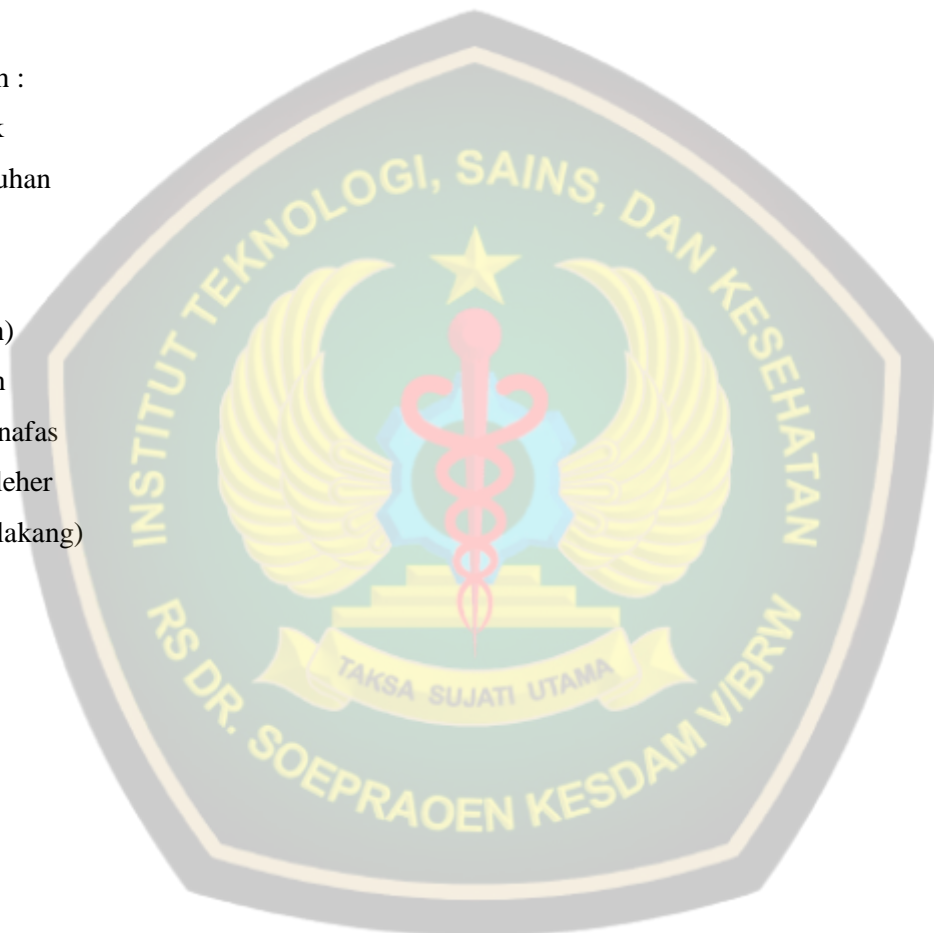 n :
k
uhan
n)
n
nafas
leher
lakang)
INSTITUT TEKNOLOGI, SAINS, DAN KESEHATAN
TAKSA SUJATI UTAMA
RS DR. SOEPRAOEN KESDAM V/BRW